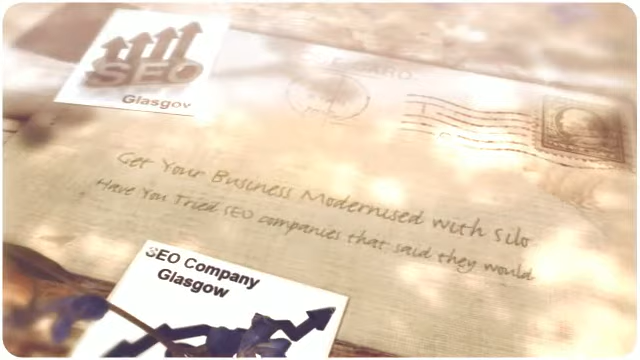 SEO
Glasgow
Get Your Business Modernised with Silo
Have You Tried SEO companies that said they would
SEO Company
Glasgow